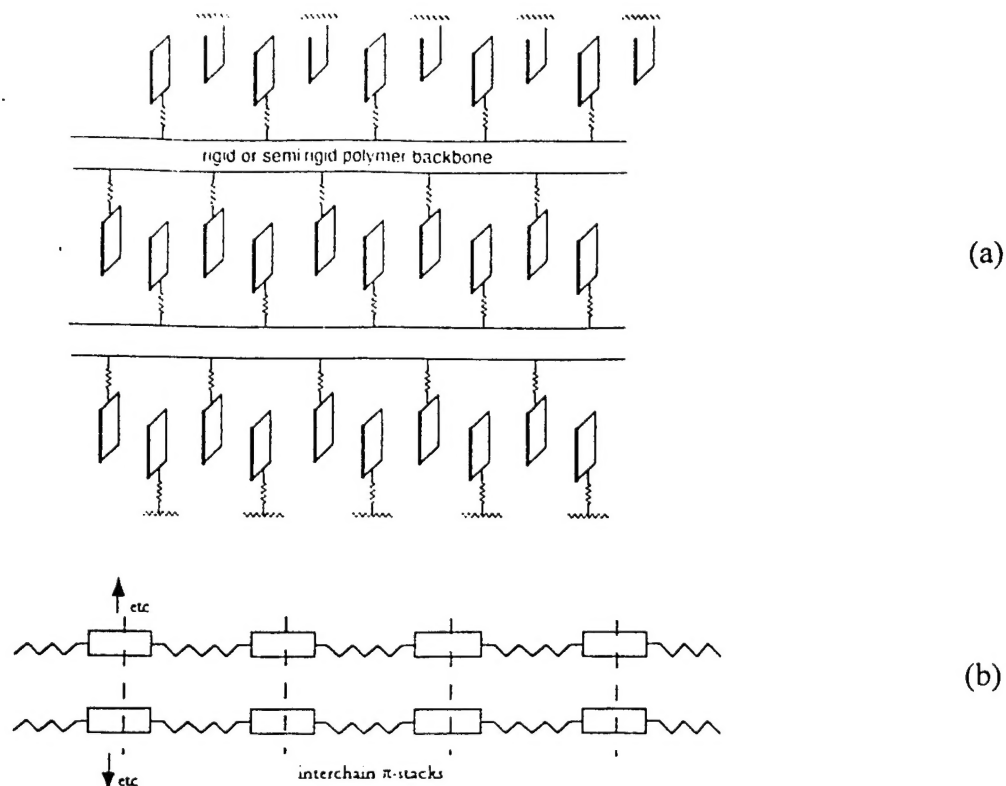 rigid or semi rigid polymer backbone
(a)
etc
(b)
etc
interchain π-stacks